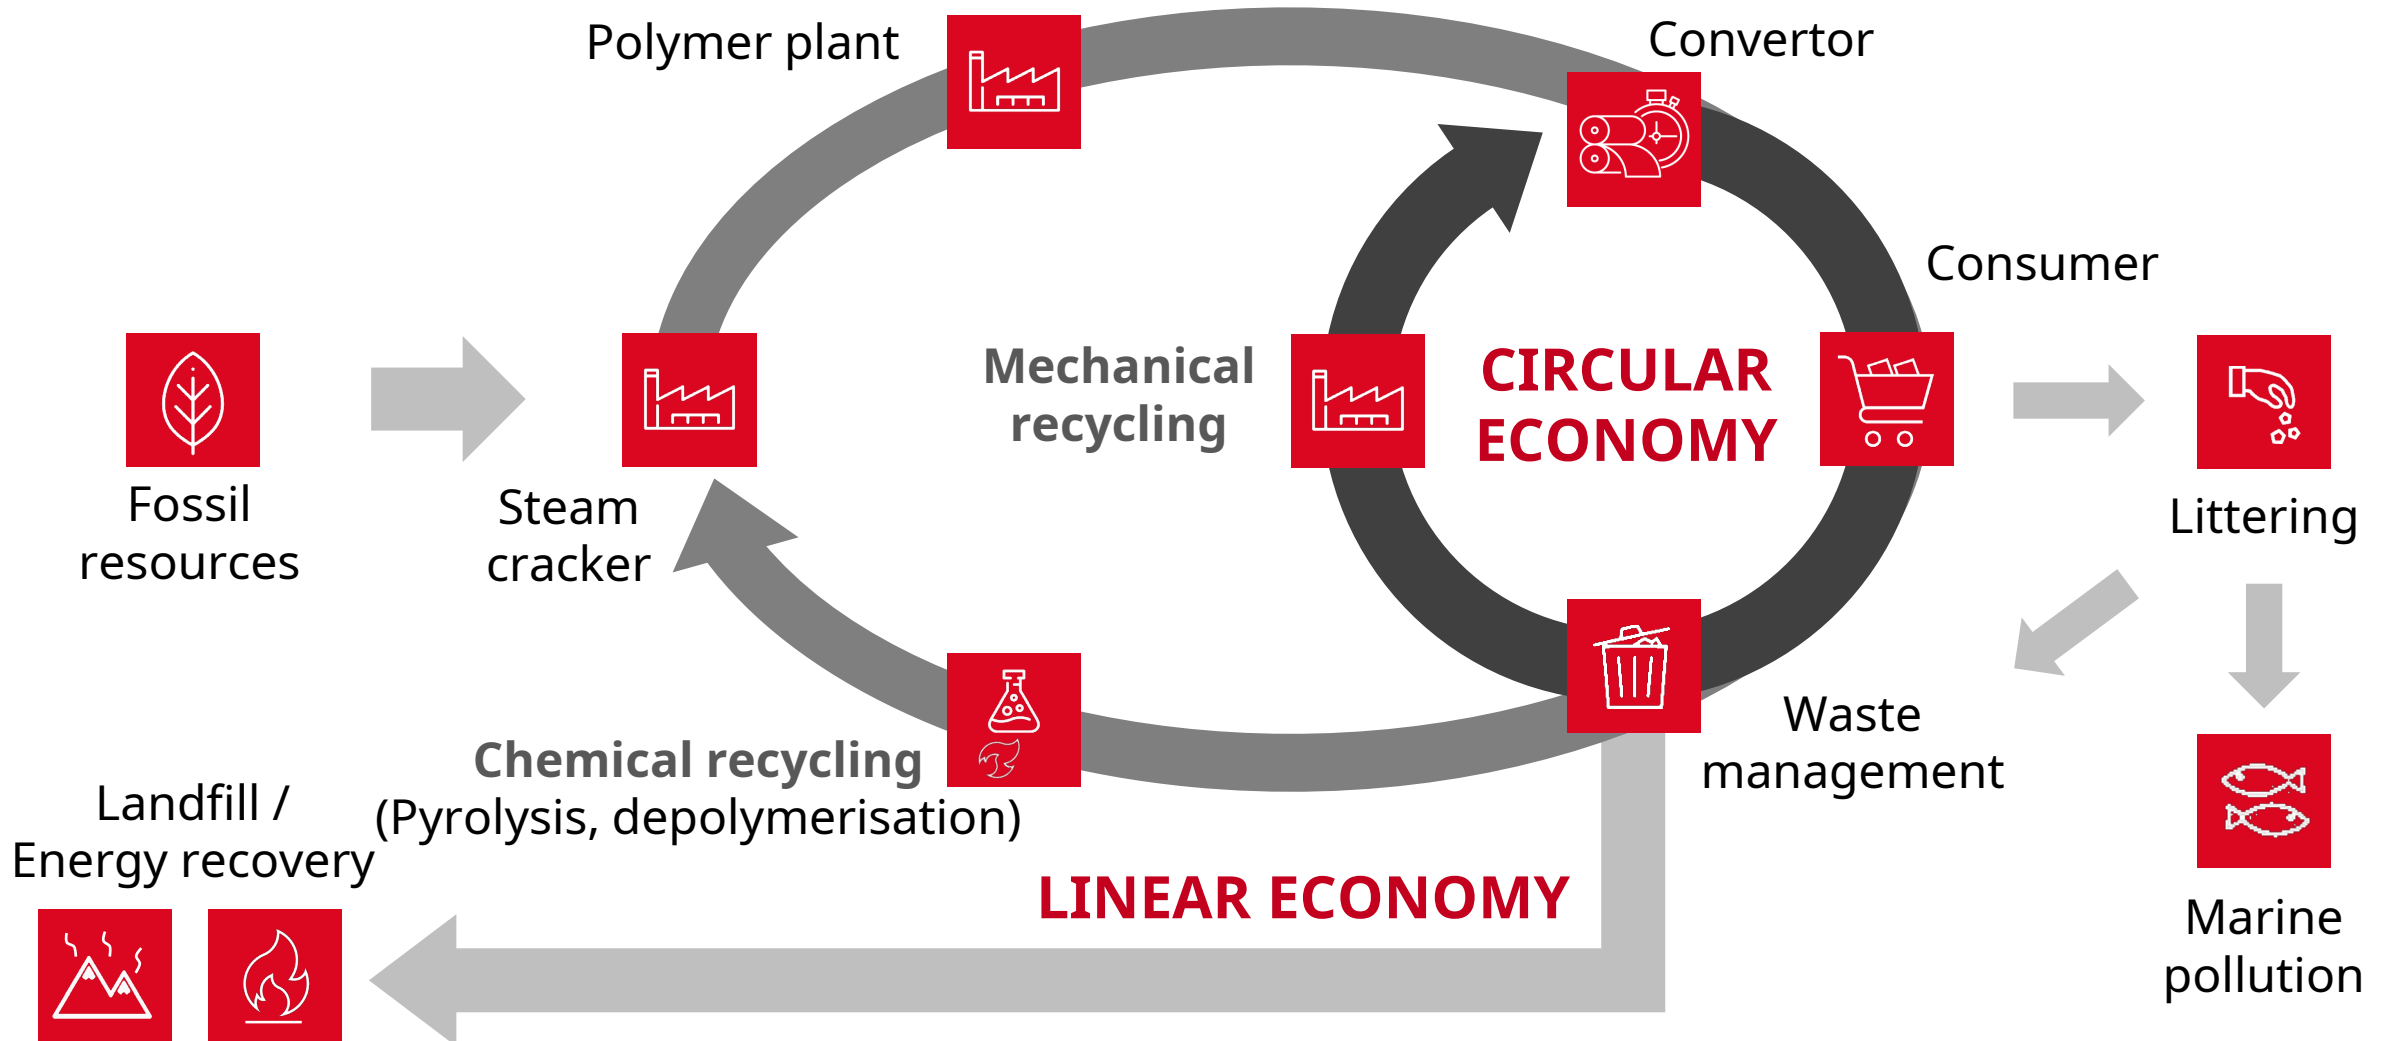 Polymer plant
Convertor
Consumer
Mechanical
recycling
CIRCULAR
ECONOMY
Fossil
resources
Steam
cracker
Littering
Waste
management
Chemical recycling
(Pyrolysis, depolymerisation)
Landfill /
Energy recovery
LINEAR ECONOMY
Marine
pollution